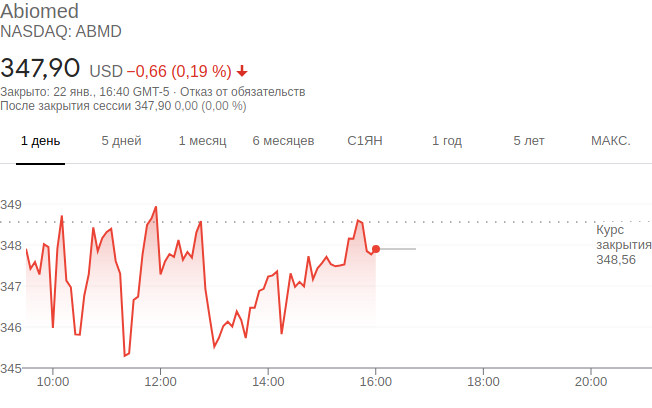 Abiomed
NASDAQ: ABMD
347,90 USD −0,66 (0,19 %)
Закрыто: 22 янв., 16:40 GMT-5 · Отказ от обязательств
После закрытия сессии 347,90 0,00 (0,00 %)
1 день 5 дней 1 месяц 6 месяцев С1ЯН 1 год 5 лет МАКС.
349
348
347
346
345
Курс
закрытия
348,56
10:00 12:00 14:00 16:00 18:00 20:00